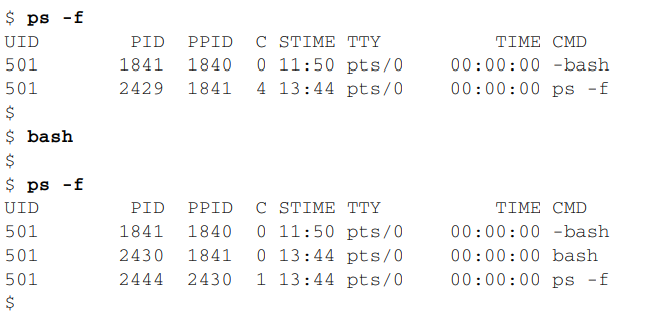 $ ps -f
UID        PID  PPID  C STIME TTY          TIME CMD
501       1841  1840  0 11:50 pts/0    00:00:00 -bash
501       2429  1841  4 13:44 pts/0    00:00:00 ps -f
$
$ bash
$
$ ps -f
UID        PID  PPID  C STIME TTY          TIME CMD
501       1841  1840  0 11:50 pts/0    00:00:00 -bash
501       2430  1841  0 13:44 pts/0    00:00:00 bash
501       2444  2430  1 13:44 pts/0    00:00:00 ps -f
$